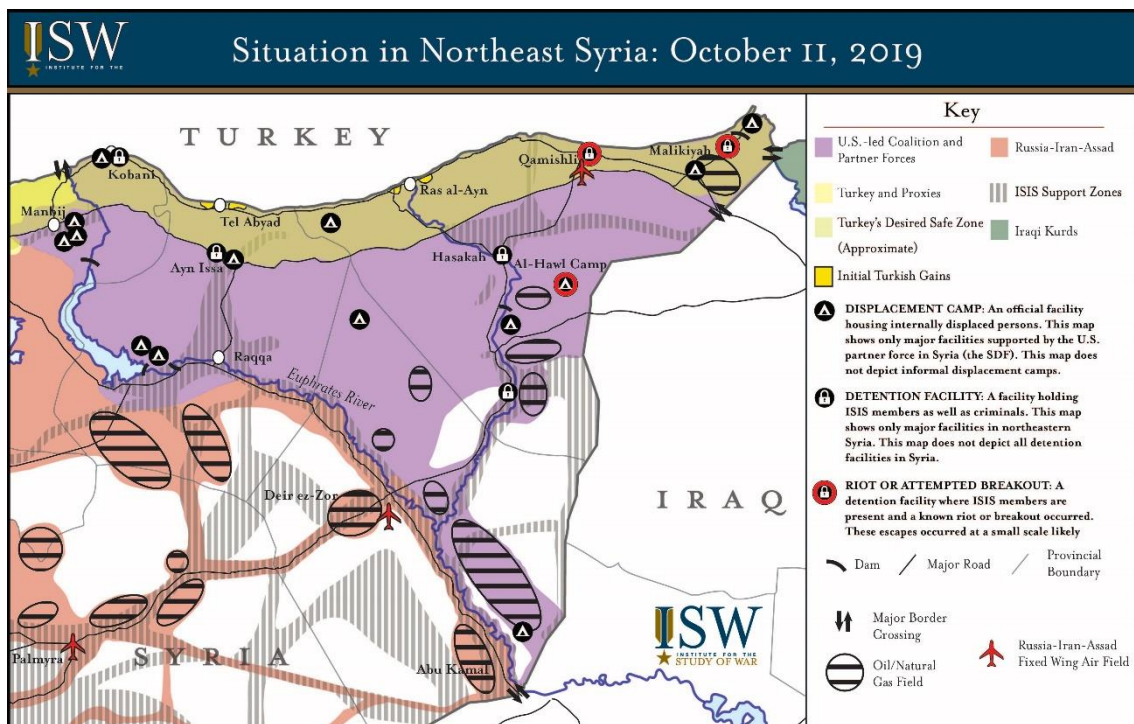 ISW
INSTITUTE FOR THE
Situation in Northeast Syria: October 11, 2019
TURKEY
Kobani
Manbij
Tel Abyad
Ras al-Ayn
Qamishli
Malikiyah
Ayn Issa
Hasakah
Al-Hawl Camp
Raqqa
Euphrates River
Deir ez-Zor
IRAQ
Palmyra
SYRIA
Abu Kamal
ISW
INSTITUTE FOR THE
STUDY OF WAR
Key
U.S.-led Coalition and
Partner Forces
Russia-Iran-Assad
Turkey and Proxies
ISIS Support Zones
Turkey's Desired Safe Zone
(Approximate)
Iraqi Kurds
Initial Turkish Gains
DISPLACEMENT CAMP: An official facility
housing internally displaced persons. This map
shows only major facilities supported by the U.S.
partner force in Syria (the SDF). This map does
not depict informal displacement camps.
DETENTION FACILITY: A facility holding
ISIS members as well as criminals. This map
shows only major facilities in northeastern
Syria. This map does not depict all detention
facilities in Syria.
RIOT OR ATTEMPTED BREAKOUT: A
detention facility where ISIS members are
present and a known riot or breakout occurred.
These escapes occurred at a small scale likely
Dam
Major Road
Provincial
Boundary
Major Border
Crossing
Oil/Natural
Gas Field
Russia-Iran-Assad
Fixed Wing Air Field